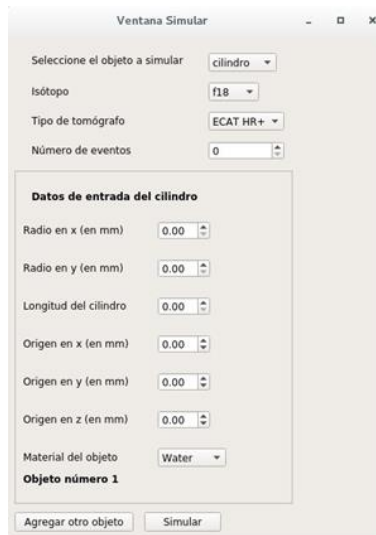 Ventana Simular
Seleccione el objeto a simular cilindro
Isótopo f18
Tipo de tomógrafo ECAT HR+
Número de eventos 0
Datos de entrada del cilindro
Radio en x (en mm) 0.00
Radio en y (en mm) 0.00
Longitud del cilindro 0.00
Origen en x (en mm) 0.00
Origen en y (en mm) 0.00
Origen en z (en mm) 0.00
Material del objeto Water
Objeto número 1
Agregar otro objeto Simular